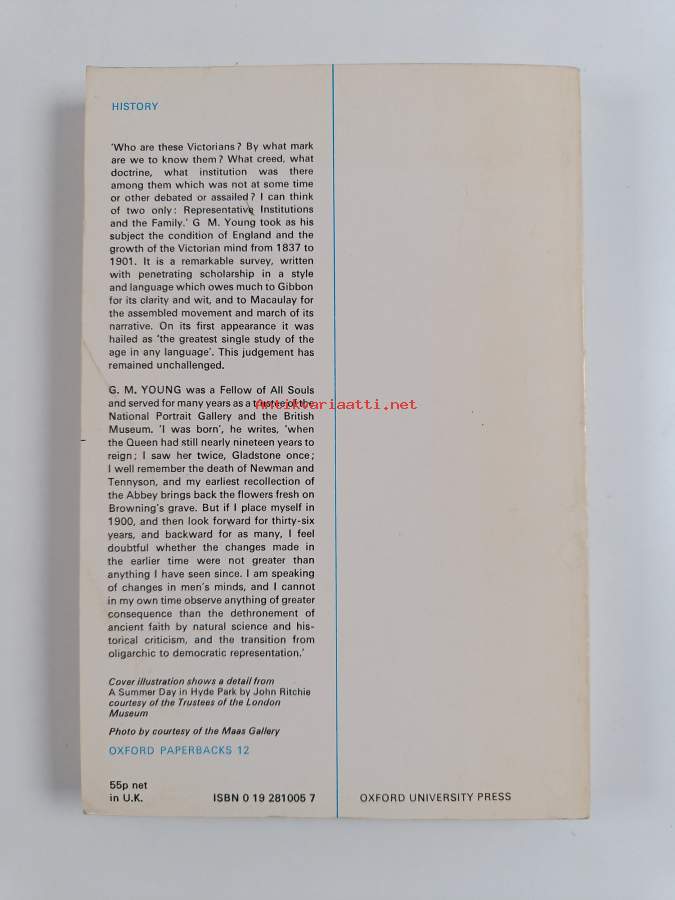 HISTORY
'Who are these Victorians? By what mark
are we to know them? What creed, what
doctrine, what institution was there
among them which was not at some time
or other debated or assailed? I can think
of two only: Representative Institutions
and the Family.' G M. Young took as his
subject the condition of England and the
growth of the Victorian mind from 1837 to
1901. It is a remarkable survey, written
with penetrating scholarship in a style
and language which owes much to Gibbon
for its clarity and wit, and to Macaulay for
the assembled movement and march of its
narrative. On its first appearance it was
hailed as 'the greatest single study of the
age in any language'. This judgement has
remained unchallenged.
G. M. YOUNG was a Fellow of All Souls
and served for many years as a trustee of the
Antikvariaatti.net
National Portrait Gallery and the British
Museum. 'I was born', he writes, 'when
the Queen had still nearly nineteen years to
reign; I saw her twice, Gladstone once;
I well remember the death of Newman and
Tennyson, and my earliest recollection of
the Abbey brings back the flowers fresh on
Browning's grave. But if I place myself in
1900, and then look forward for thirty-six
years, and backward for as many, I feel
doubtful whether the changes made in
the earlier time were not greater than
anything I have seen since. I am speaking
of changes in men's minds, and I cannot
in my own time observe anything of greater
consequence than the dethronement of
ancient faith by natural science and his-
torical criticism, and the transition from
oligarchic to democratic representation.'
Cover illustration shows a detail from
A Summer Day in Hyde Park by John Ritchie
courtesy of the Trustees of the London
Museum
Photo by courtesy of the Maas Gallery
OXFORD PAPERBACKS 12
55p net
in U.K.
ISBN 0 19 281005 7
OXFORD UNIVERSITY PRESS